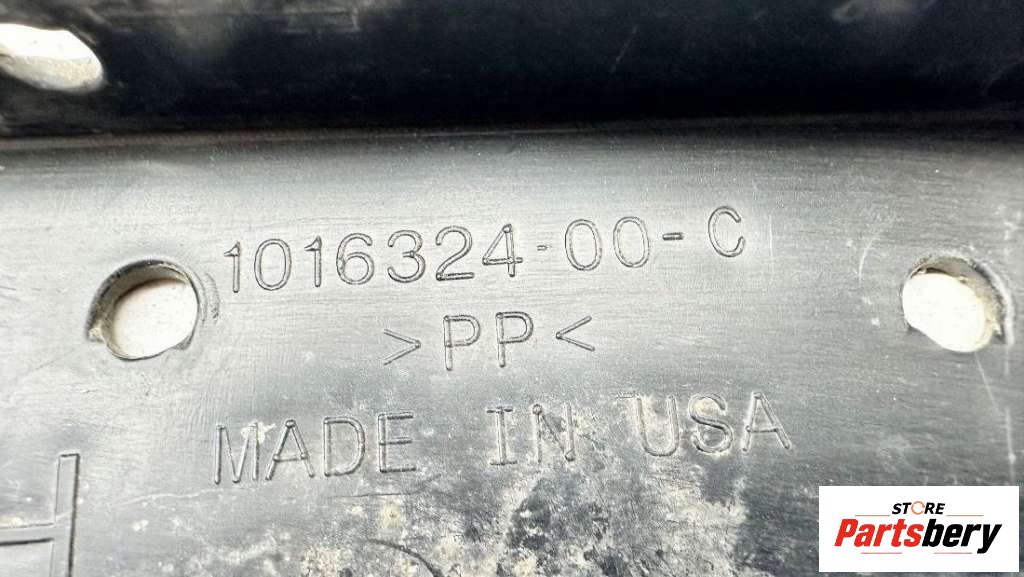 1016324-00-C
>PP<
MADE IN USA
STORE
Partsbery